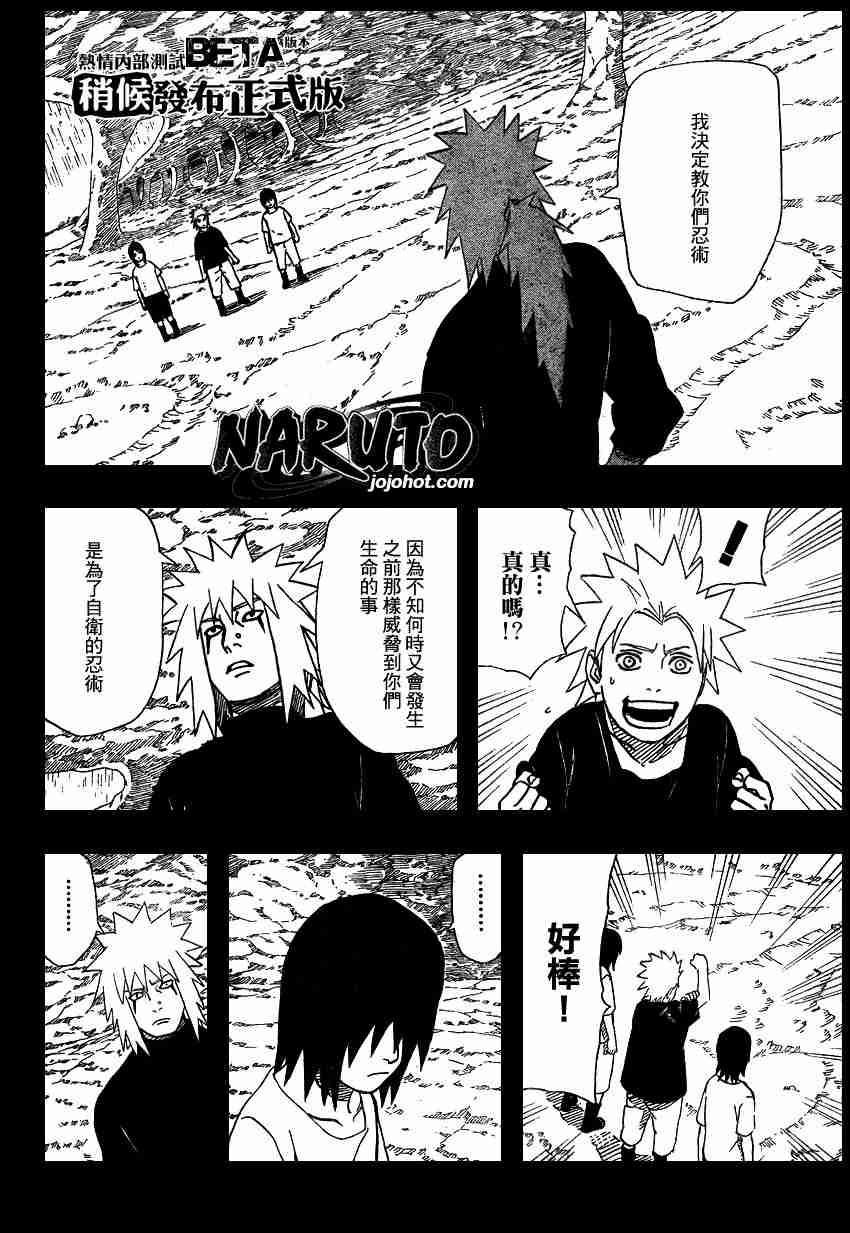 熱情內部測試BETA版本
稍候發布正式版
我決定教你們忍術
NARUTO
jojohot.com
!
真…
真的嗎!?
因為不知何時又會發生
之前那樣威脅到你們
生命的事
是為了自衛的忍術
好棒!
………
………